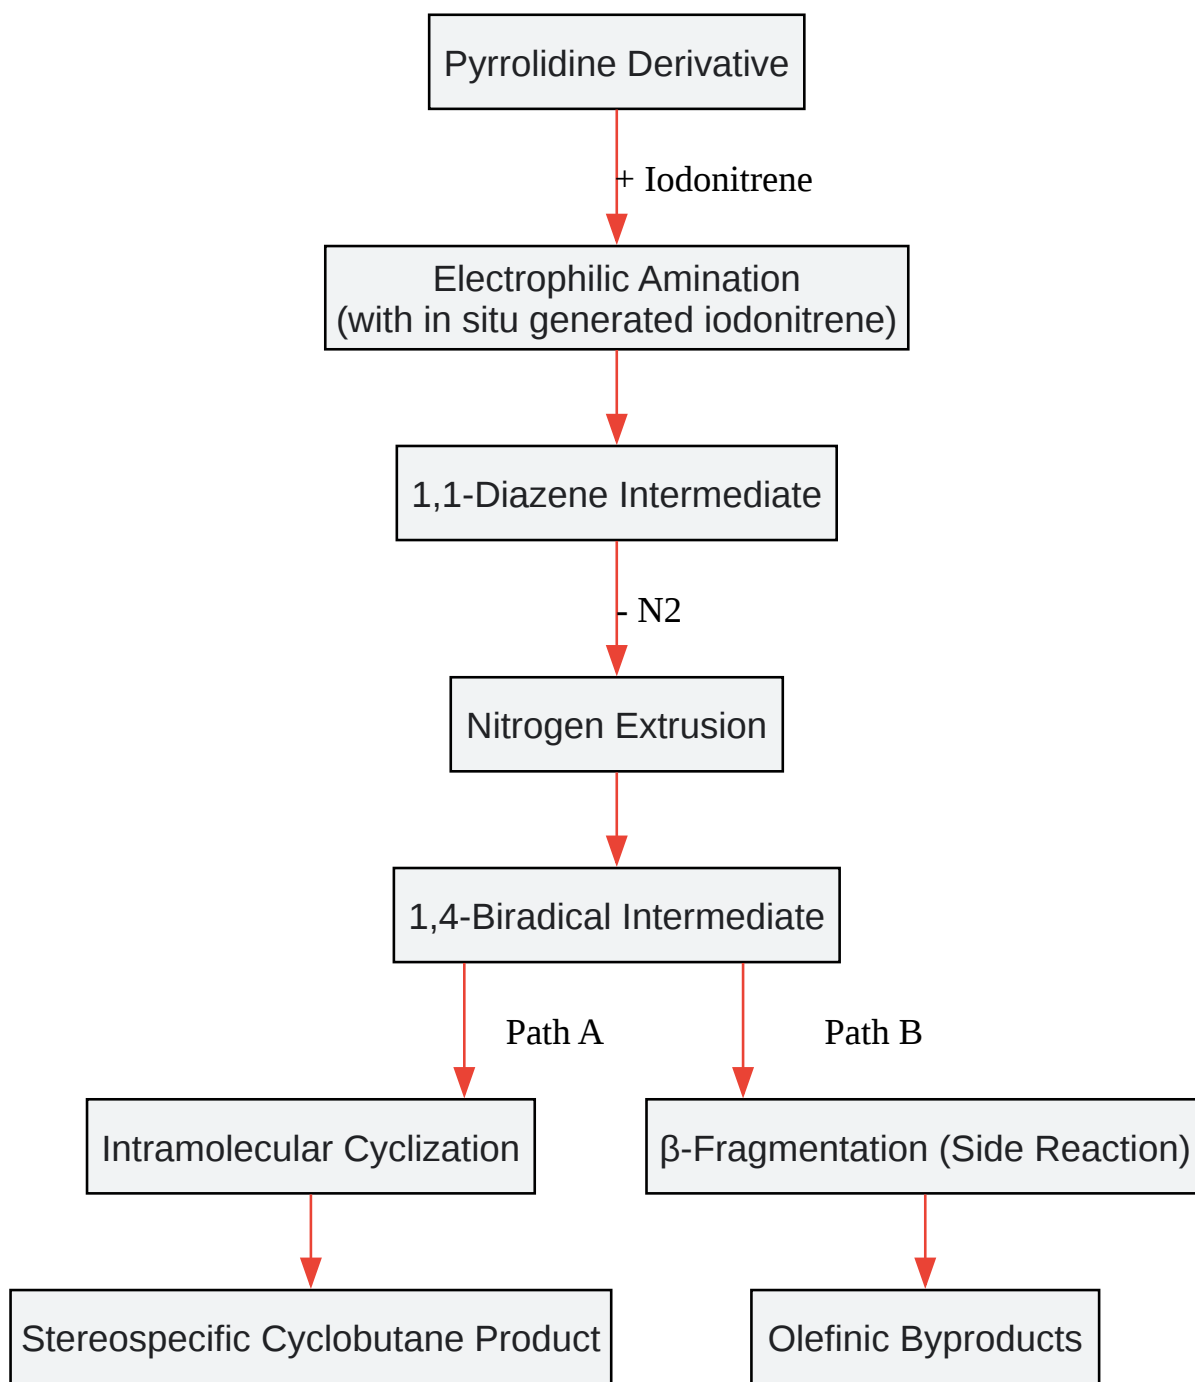 Pyrrolidine Derivative
+ Iodonitrene
Electrophilic Amination
(with in situ generated iodonitrene)
1,1-Diazene Intermediate
- N2
Nitrogen Extrusion
1,4-Biradical Intermediate
Path A
Path B
Intramolecular Cyclization
β-Fragmentation (Side Reaction)
Stereospecific Cyclobutane Product
Olefinic Byproducts